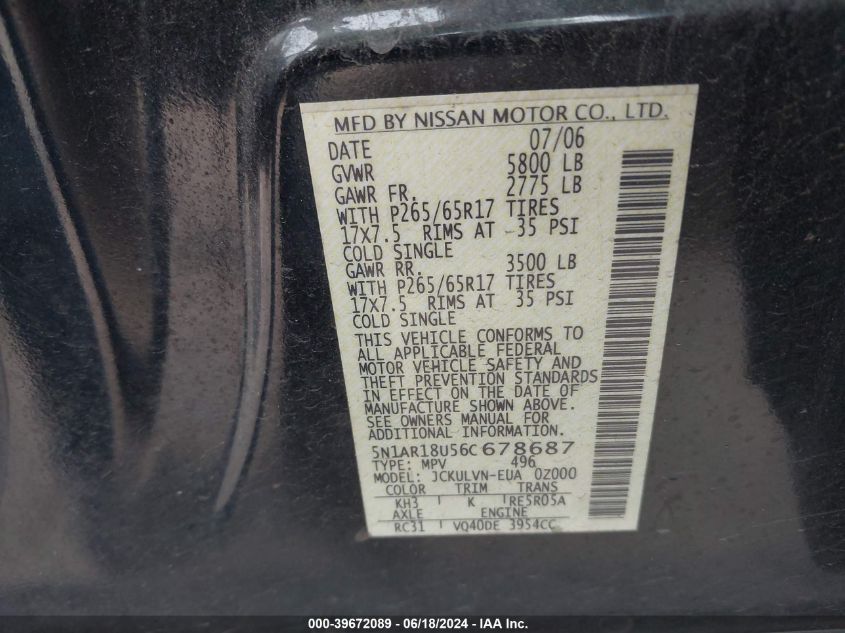 MFD BY NISSAN MOTOR CO., LTD.
DATE 07/06
GVWR 5800 LB
GAWR FR. 2775 LB
WITH P265/65R17 TIRES
17X7.5 RIMS AT 35 PSI
COLD SINGLE
GAWR RR. 3500 LB
WITH P265/65R17 TIRES
17X7.5 RIMS AT 35 PSI
COLD SINGLE
THIS VEHICLE CONFORMS TO
ALL APPLICABLE FEDERAL
MOTOR VEHICLE SAFETY AND
THEFT PREVENTION STANDARDS
IN EFFECT ON THE DATE OF
MANUFACTURE SHOWN ABOVE.
SEE OWNERS MANUAL FOR
ADDITIONAL INFORMATION.
5N1AR18U56C678687
TYPE: MPV 496
MODEL: JCKULVN-EUA 0Z000
COLOR TRIM TRANS
KH3 K RE5R05A
AXLE ENGINE
RC31 VQ40DE 3954CC
000-39672089 - 06/18/2024 - IAA Inc.